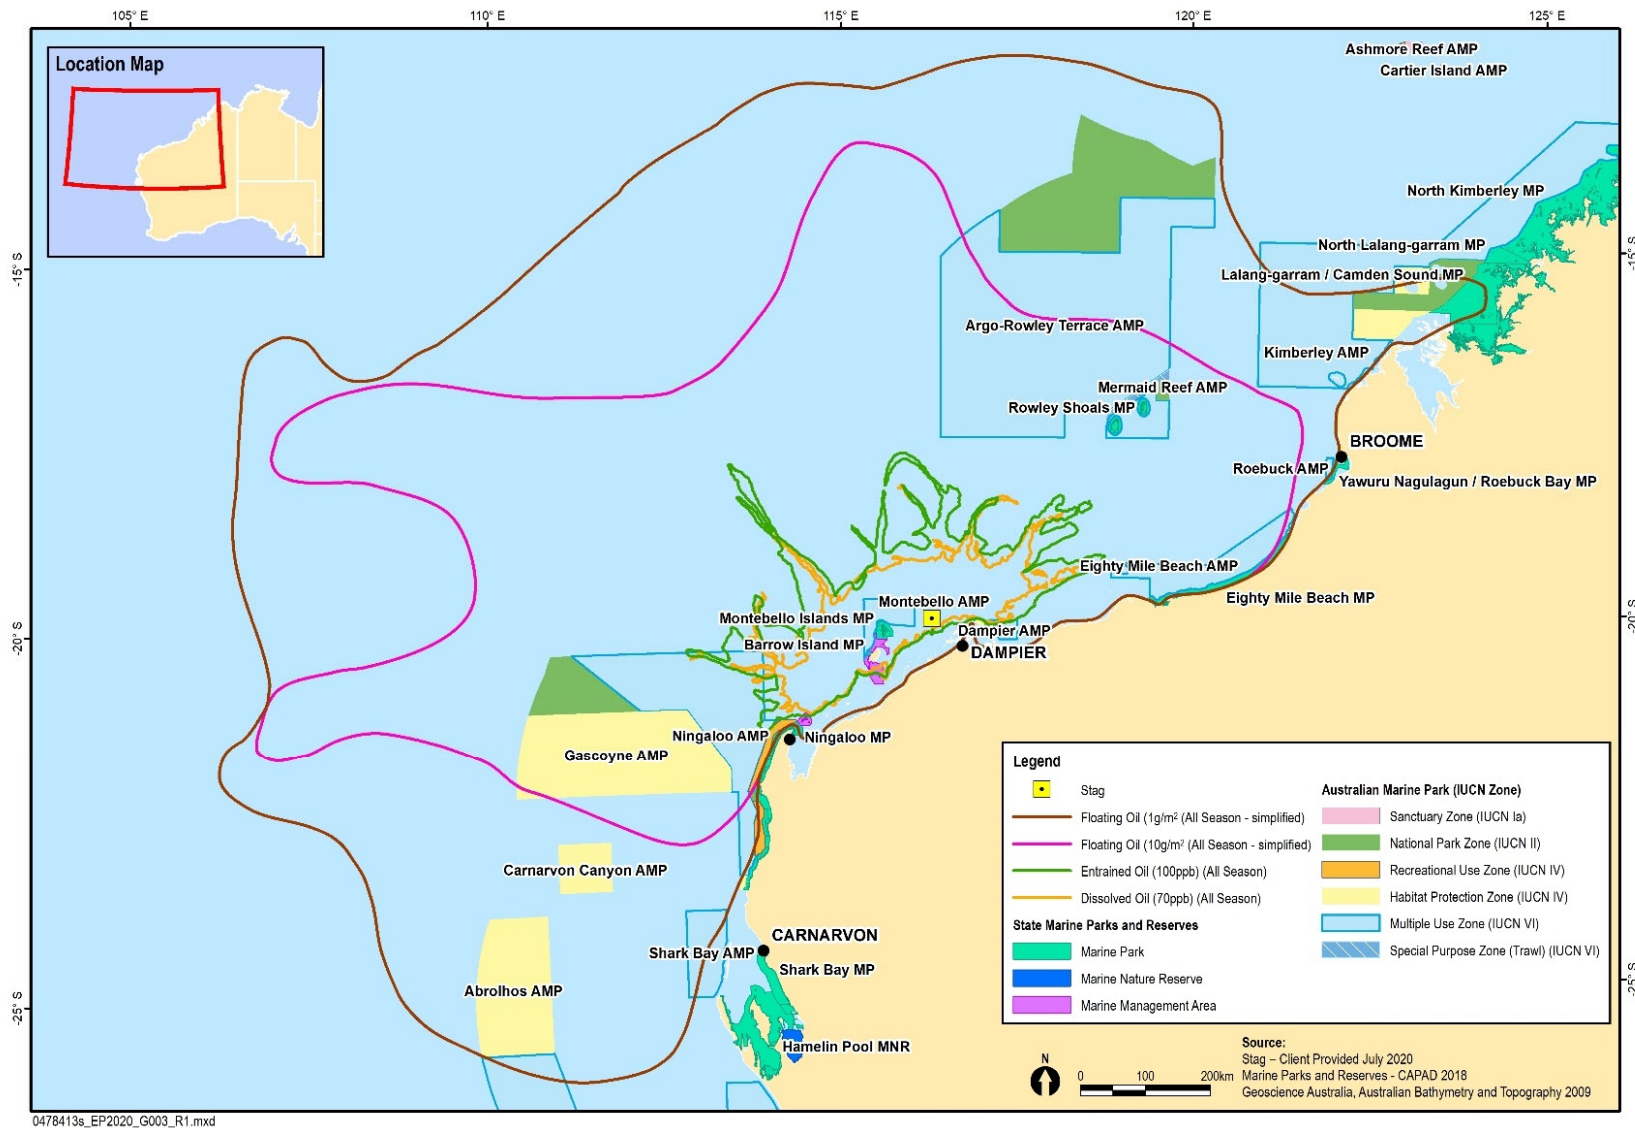 105° E
110° E
115° E
120° E
125° E
Location Map
Ashmore Reef AMP
Cartier Island AMP
North Kimberley MP
North Lalang-garram MP
15° S
15° S
Lalang-garram / Camden Sound MP
Argo-Rowley Terrace AMP
Kimberley AMP
Mermaid Reef AMP
Rowley Shoals MP
BROOME
Roebuck AMP
Yawuru Nagulagun / Roebuck Bay MP
Eighty Mile Beach AMP
Eighty Mile Beach MP
Montebello AMP
Montebello Islands MP
20° S
20° S
Dampier AMP
Barrow Island MP
DAMPIER
Ningaloo AMP
Ningaloo MP
Gascoyne AMP
Carnarvon Canyon AMP
CARNARVON
Shark Bay AMP
Shark Bay MP
Abrolhos AMP
25° S
25° S
Hamelin Pool MNR
Legend
Stag
Floating Oil (1g/m² (All Season - simplified)
Floating Oil (10g/m² (All Season - simplified)
Entrained Oil (100ppb) (All Season)
Dissolved Oil (70ppb) (All Season)
State Marine Parks and Reserves
Marine Park
Marine Nature Reserve
Marine Management Area
Australian Marine Park (IUCN Zone)
Sanctuary Zone (IUCN Ia)
National Park Zone (IUCN II)
Recreational Use Zone (IUCN IV)
Habitat Protection Zone (IUCN IV)
Multiple Use Zone (IUCN VI)
Special Purpose Zone (Trawl) (IUCN VI)
N
0 100 200km
Source:
Stag – Client Provided July 2020
Marine Parks and Reserves - CAPAD 2018
Geoscience Australia, Australian Bathymetry and Topography 2009
0478413s_EP2020_G003_R1.mxd